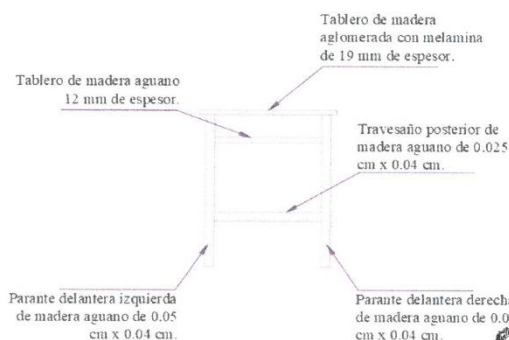 Tablero de madera
aglomerada con melamina
de 19 mm de espesor.
Tablero de madera aguano
12 mm de espesor.
Travesaño posterior de
madera aguano de 0.025
cm x 0.04 cm.
Parante delantera izquierda
de madera aguano de 0.05
cm x 0.04 cm.
Parante delantera derecha
de madera aguano de
cm x 0.04 cm.